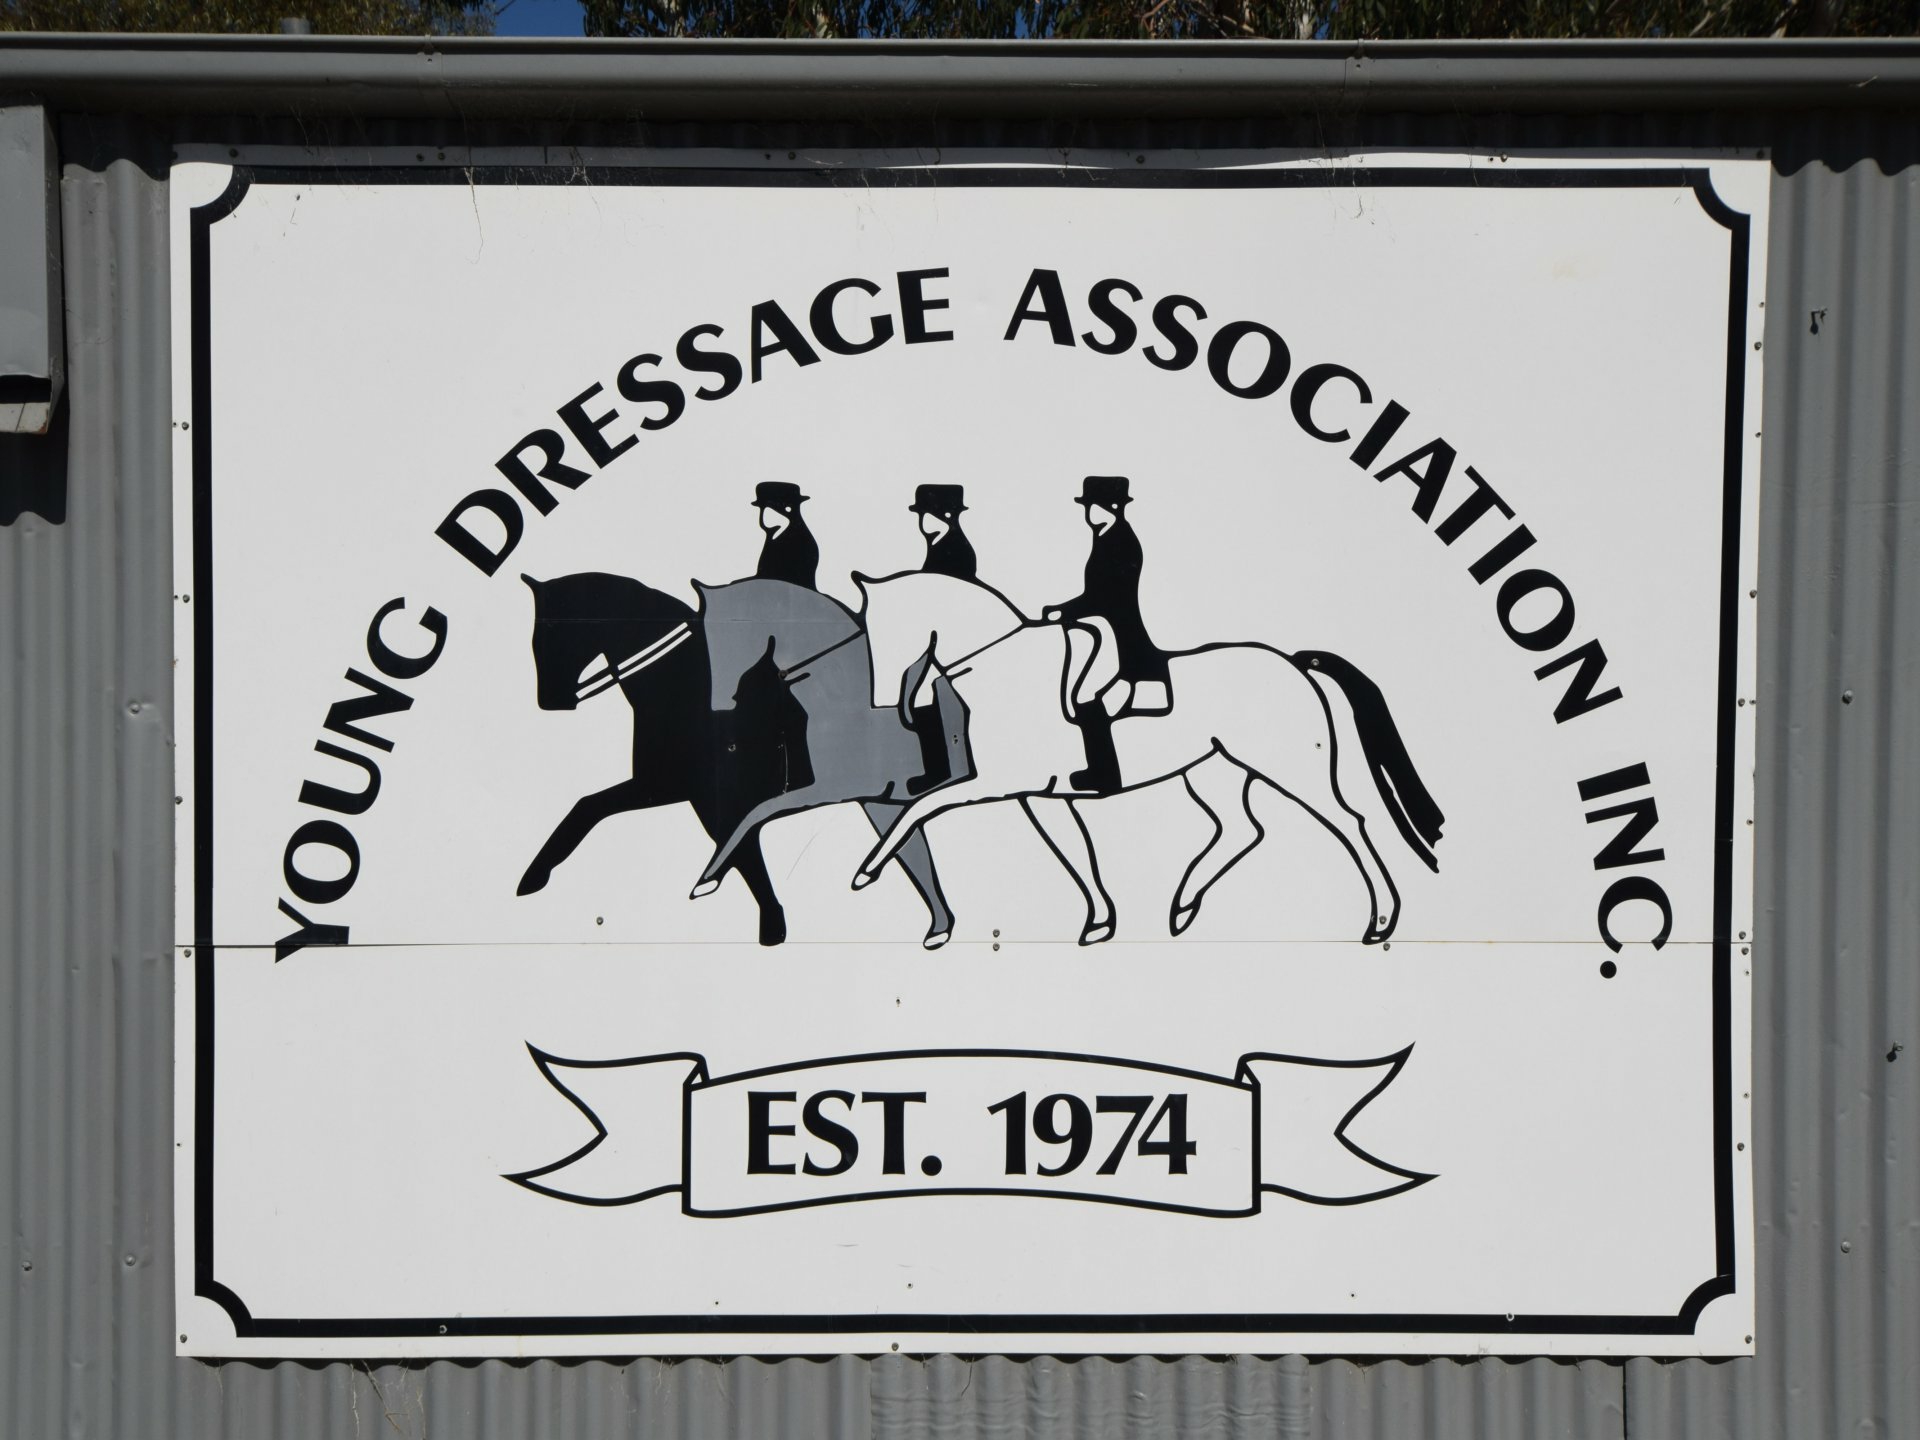 YOUNG DRESSAGE ASSOCIATION INC.
EST. 1974